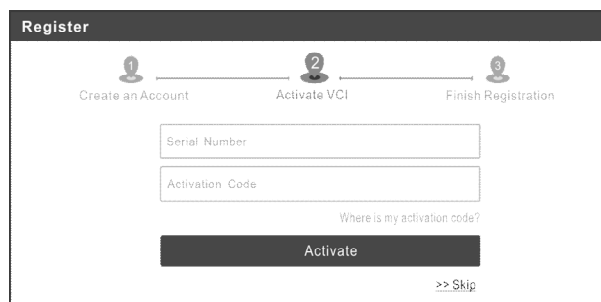 Register
1 2 3
Create an Account Activate VCI Finish Registration
Serial Number
Activation Code
Where is my activation code?
Activate
>> Skip